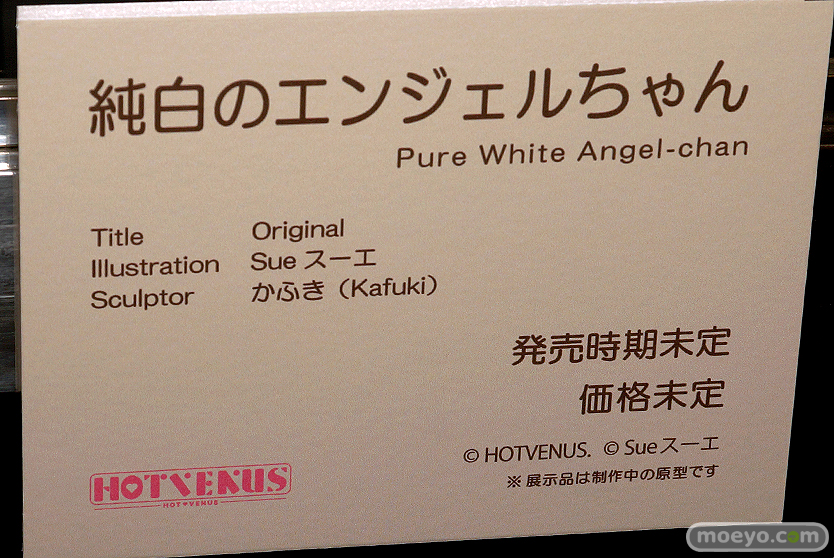 純白のエンジェルちゃん
Pure White Angel-chan
Title Original
Illustration Sue スーエ
Sculptor かふき（Kafuki）
発売時期未定
価格未定
© HOTVENUS. © Sueスーエ
※ 展示品は制作中の原型です
HOTVENUS
HOT♥VENUS
moeyo.com